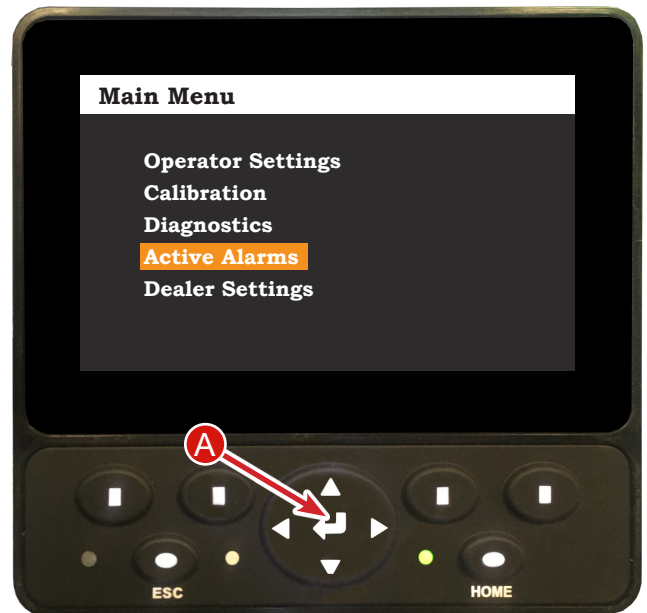 Main Menu
Operator Settings
Calibration
Diagnostics
Active Alarms
Dealer Settings
A
ESC
HOME